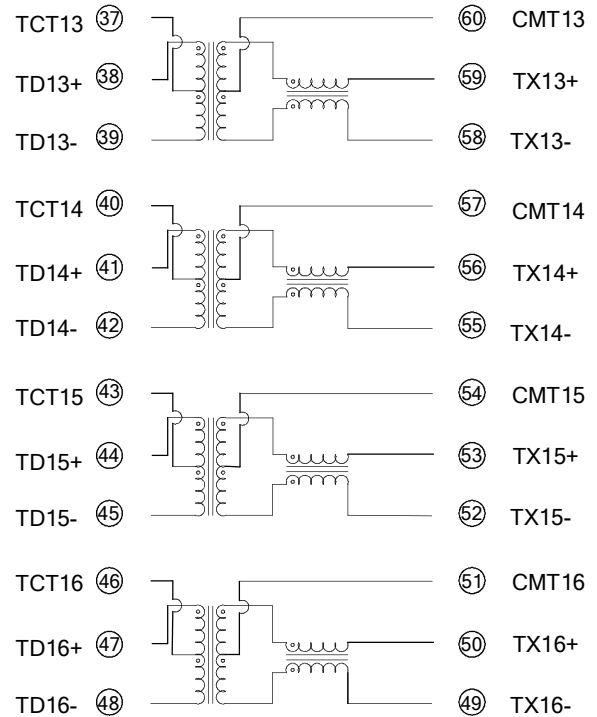 TCT13 37 60 CMT13
TD13+ 38 59 TX13+
TD13- 39 58 TX13-
TCT14 40 57 CMT14
TD14+ 41 56 TX14+
TD14- 42 55 TX14-
TCT15 43 54 CMT15
TD15+ 44 53 TX15+
TD15- 45 52 TX15-
TCT16 46 51 CMT16
TD16+ 47 50 TX16+
TD16- 48 49 TX16-